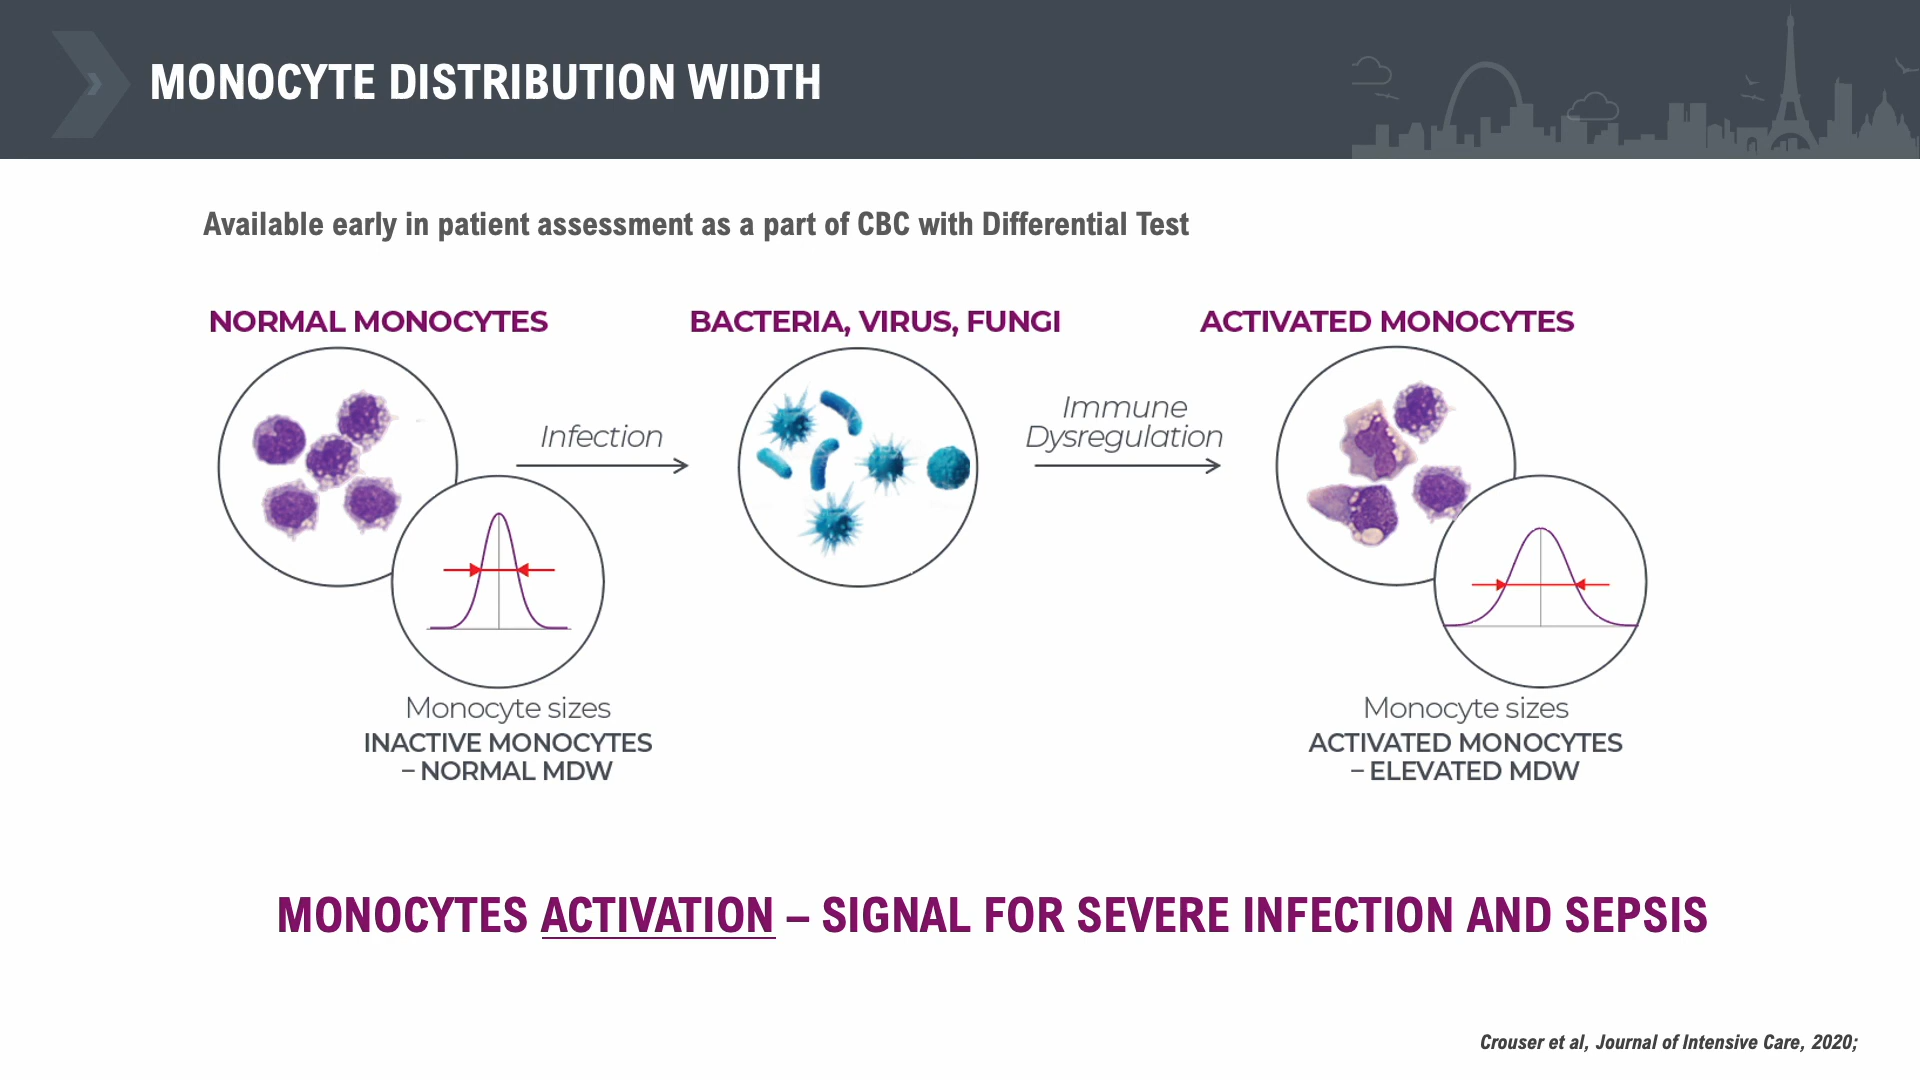 MONOCYTE DISTRIBUTION WIDTH
Available early in patient assessment as a part of CBC with Differential Test
NORMAL MONOCYTES
Infection
BACTERIA, VIRUS, FUNGI
Immune
Dysregulation
ACTIVATED MONOCYTES
Monocyte sizes
INACTIVE MONOCYTES
– NORMAL MDW
Monocyte sizes
ACTIVATED MONOCYTES
– ELEVATED MDW
MONOCYTES ACTIVATION – SIGNAL FOR SEVERE INFECTION AND SEPSIS
Crouser et al, Journal of Intensive Care, 2020;